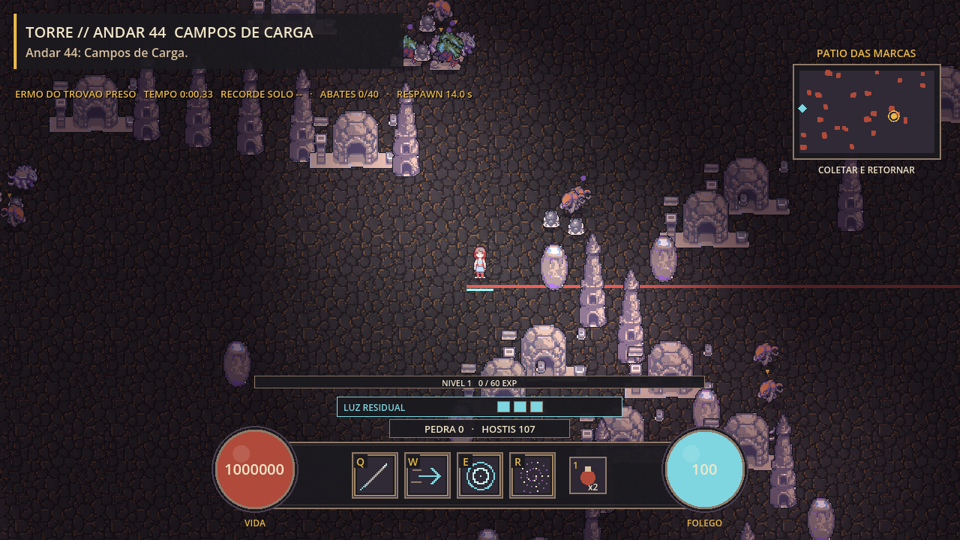 TORRE // ANDAR 44 CAMPOS DE CARGA
Andar 44: Campos de Carga.
ERMO DO TROVAO PRESO TEMPO 0:00.33 RECORDE SOLO -- · ABATES 0/40 · RESPAWN 14.0 s
PATIO DAS MARCAS
COLETAR E RETORNAR
NIVEL 1 0 / 60 EXP
LUZ RESIDUAL
PEDRA 0 · HOSTIS 107
1000000
Q
W
E
R
1
x2
100
VIDA
FOLEGO